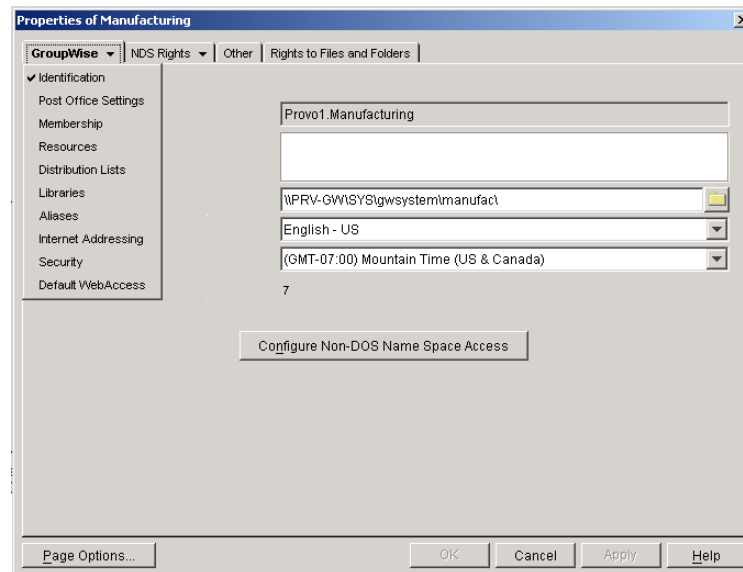 Properties of Manufacturing
GroupWise NDS Rights Other Rights to Files and Folders
Identification
Post Office Settings
Membership
Resources
Distribution Lists
Libraries
Aliases
Internet Addressing
Security
Default WebAccess
Provo1.Manufacturing
\\PRV-GW\SYS\gwsystem\manufac\
English - US
(GMT-07:00) Mountain Time (US & Canada)
7
Configure Non-DOS Name Space Access
Page Options... OK Cancel Apply Help